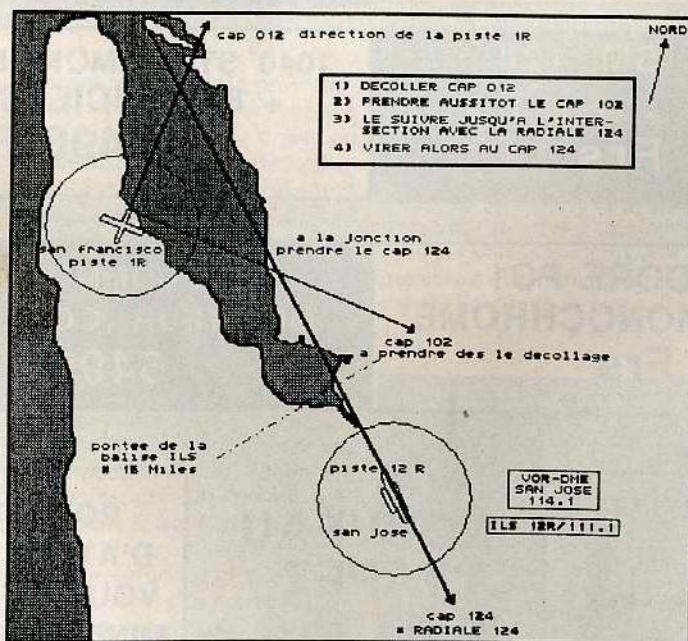 cap 012 direction de la piste 1R
NORD
1) DECOLLER CAP 012
2) PRENDRE AUSSITOT LE CAP 102
3) LE SUIVRE JUSQU'A L'INTER-
SECTION AVEC LA RADIALE 124
4) VIRER ALORS AU CAP 124
san francisco
piste 1R
a la jonction
prendre le cap 124
cap 102
a prendre des le decollage
portee de la
balise ILS
# 15 Miles
piste 12 R
san jose
VOR-DME
SAN JOSE
114.1
ILS 12R/111.1
cap 124
= RADIALE 124